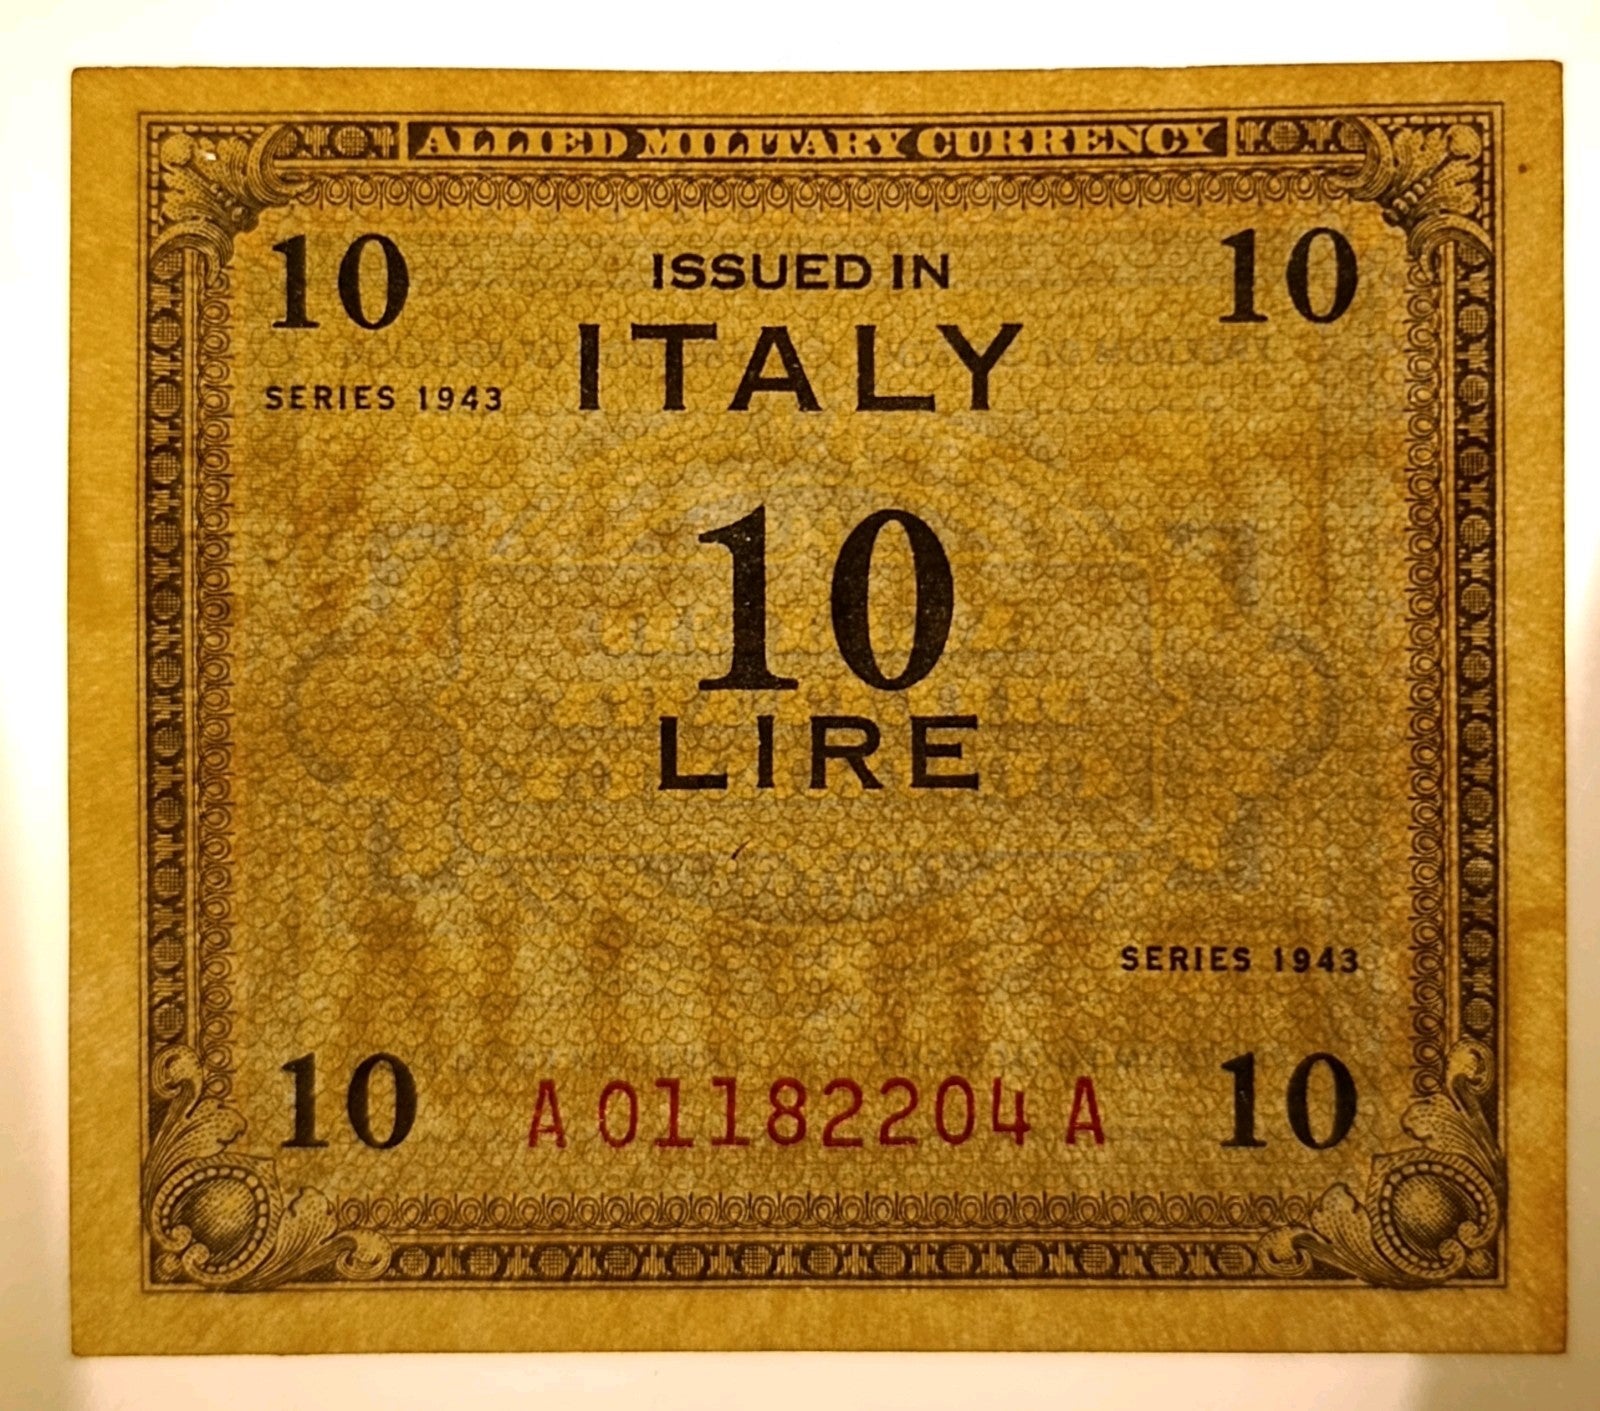 ALLIED MILITARY CURRENCY
10 ISSUED IN 10
ITALY
SERIES 1943
10
LIRE
SERIES 1943
10 A 01182204 A 10